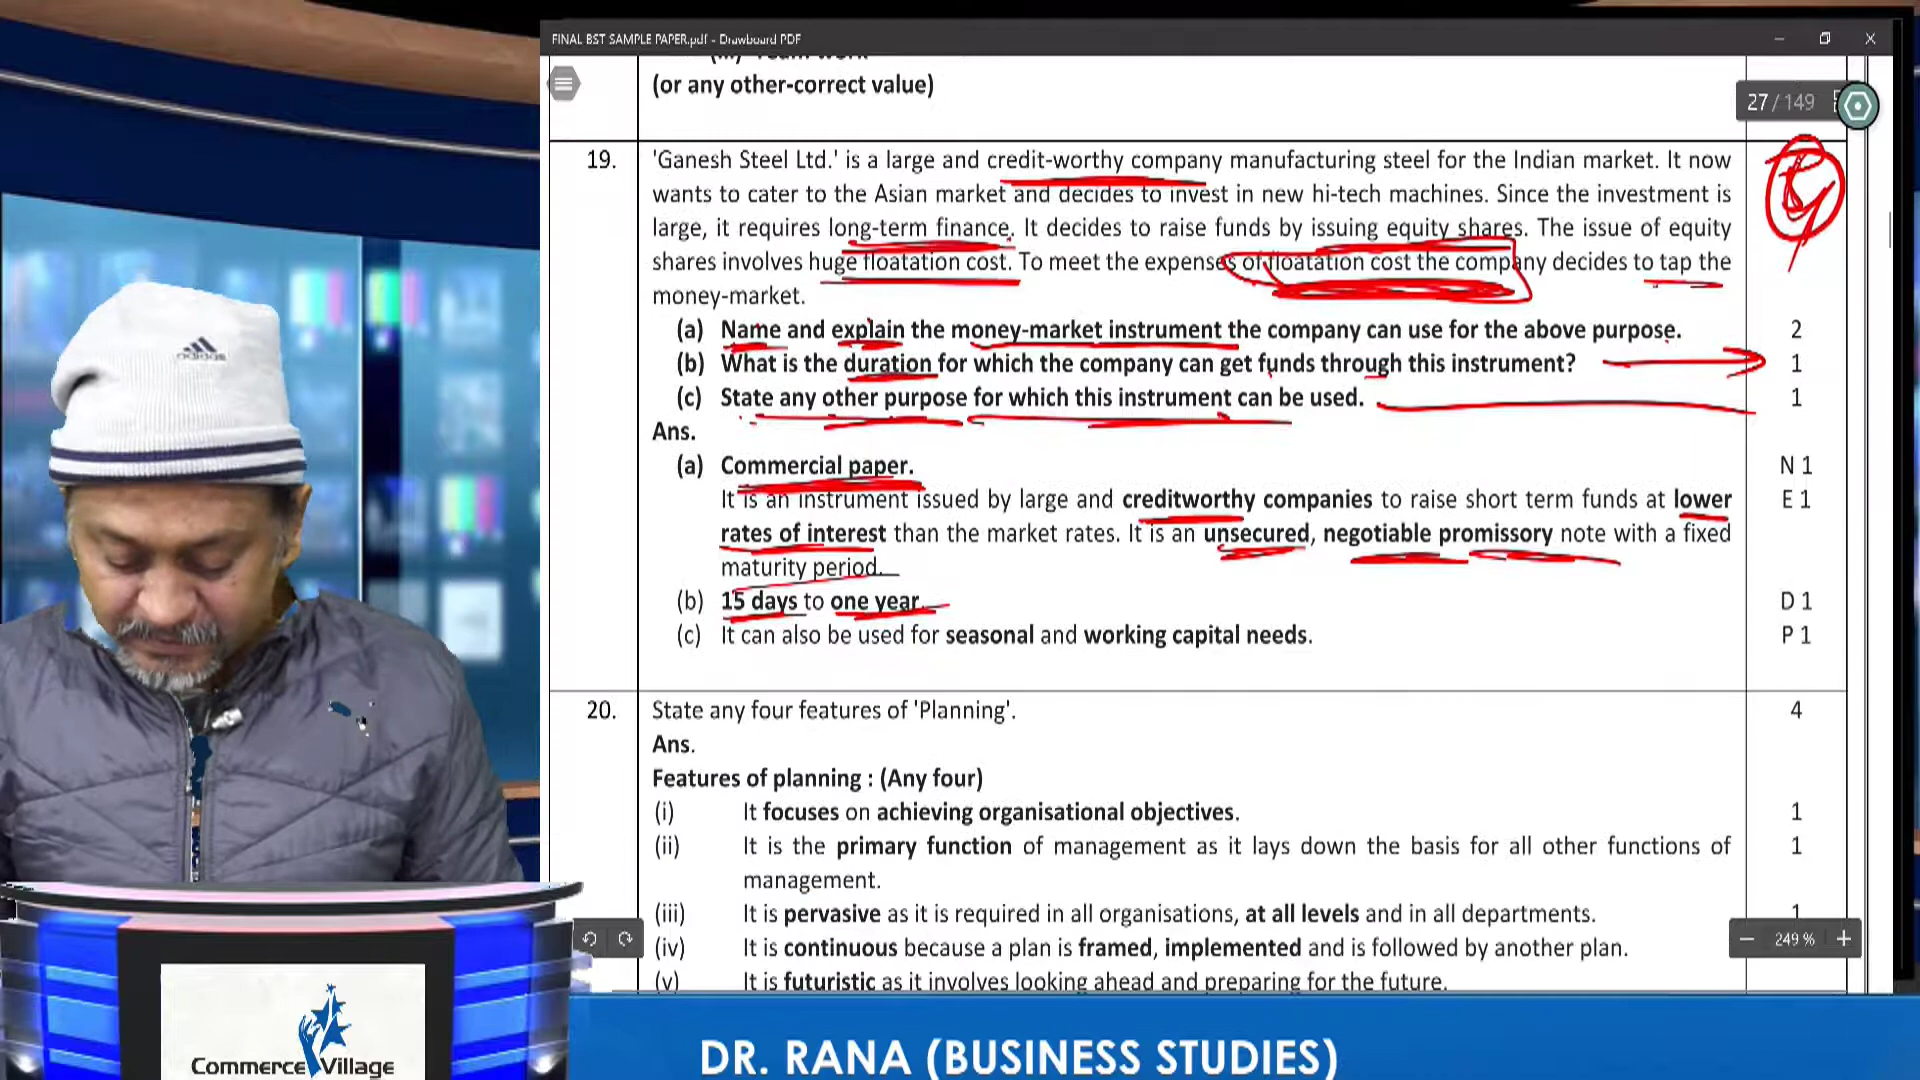 FINAL BST SAMPLE PAPER.pdf - Drawboard PDF
(or any other-correct value)
27 / 149
19. 'Ganesh Steel Ltd.' is a large and credit-worthy company manufacturing steel for the Indian market. It now
wants to cater to the Asian market and decides to invest in new hi-tech machines. Since the investment is
large, it requires long-term finance. It decides to raise funds by issuing equity shares. The issue of equity
shares involves huge floatation cost. To meet the expenses of floatation cost the company decides to tap the
money-market.
(a) Name and explain the money-market instrument the company can use for the above purpose. 2
(b) What is the duration for which the company can get funds through this instrument? 1
(c) State any other purpose for which this instrument can be used. 1
Ans.
(a) Commercial paper. N 1
It is an instrument issued by large and creditworthy companies to raise short term funds at lower E 1
rates of interest than the market rates. It is an unsecured, negotiable promissory note with a fixed
maturity period.
(b) 15 days to one year. D 1
(c) It can also be used for seasonal and working capital needs. P 1
20. State any four features of 'Planning'. 4
Ans.
Features of planning : (Any four)
(i) It focuses on achieving organisational objectives. 1
(ii) It is the primary function of management as it lays down the basis for all other functions of 1
management.
(iii) It is pervasive as it is required in all organisations, at all levels and in all departments. 1
(iv) It is continuous because a plan is framed, implemented and is followed by another plan.
249 %
(v) It is futuristic as it involves looking ahead and preparing for the future.
adidas
Commerce Village
DR. RANA (BUSINESS STUDIES)